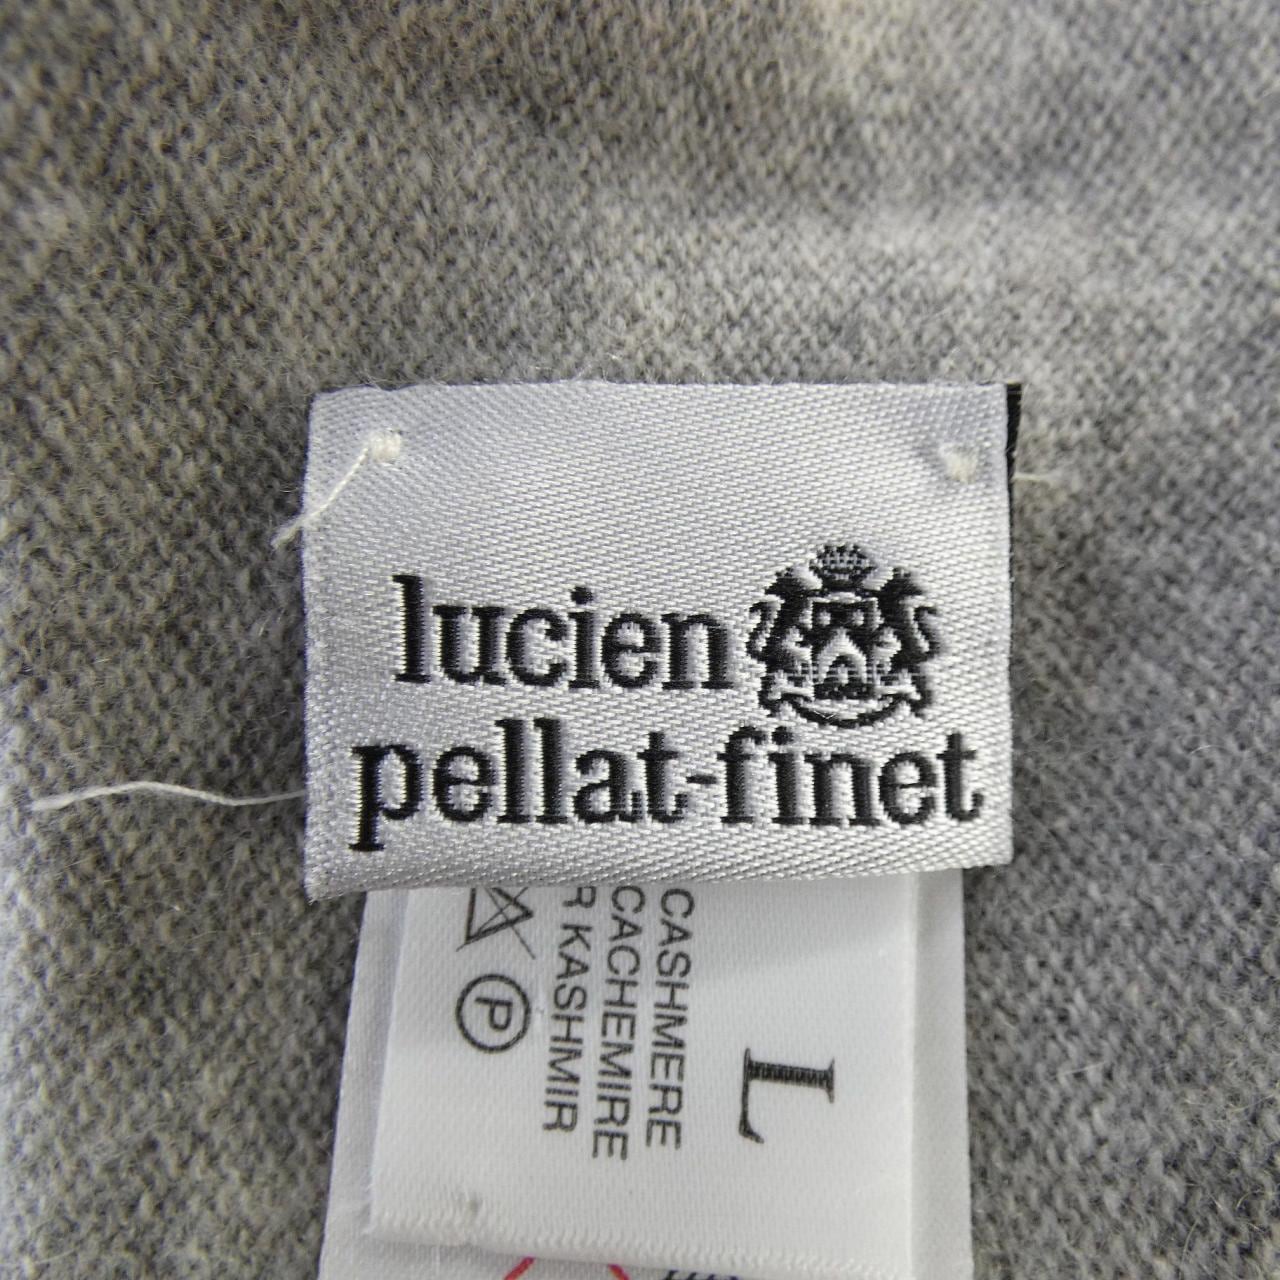 lucien
pellat-finet
L
CASHMERE
CACHEMIRE
R KASHMIR
P